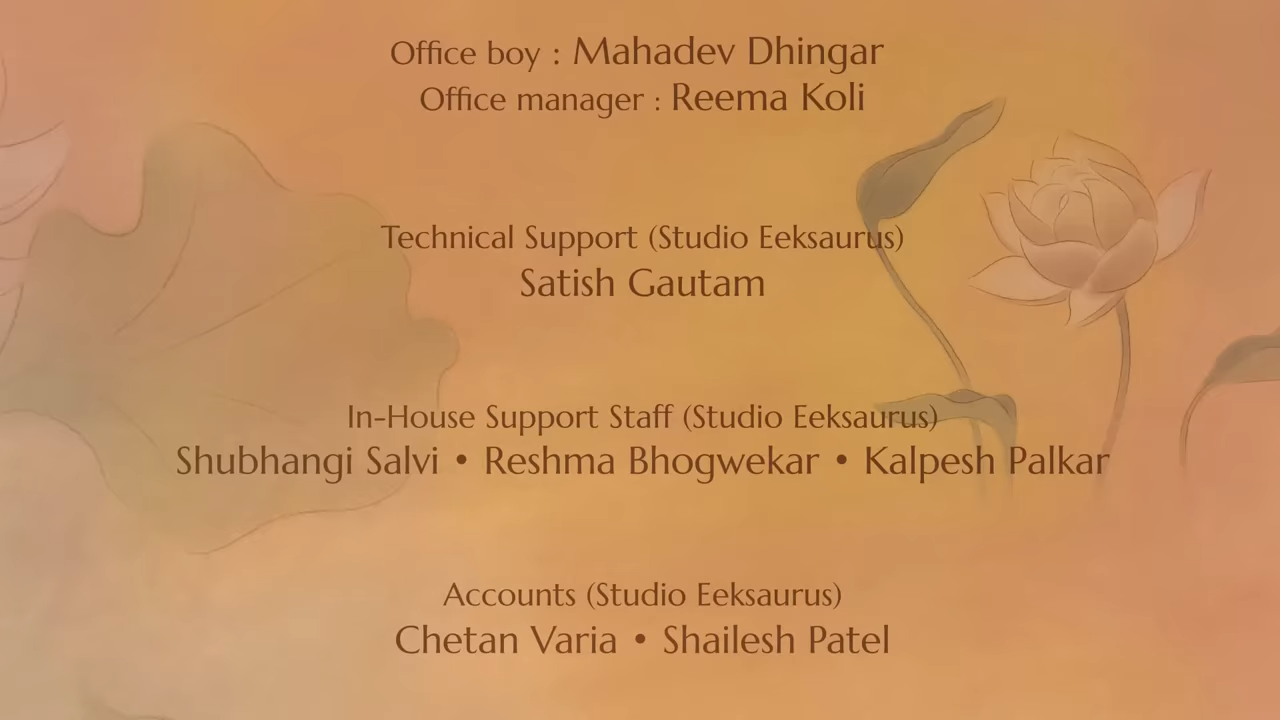 Office boy : Mahadev Dhingar
Office manager : Reema Koli
Technical Support (Studio Eeksaurus)
Satish Gautam
In-House Support Staff (Studio Eeksaurus)
Shubhangi Salvi • Reshma Bhogwekar • Kalpesh Palkar
Accounts (Studio Eeksaurus)
Chetan Varia • Shailesh Patel